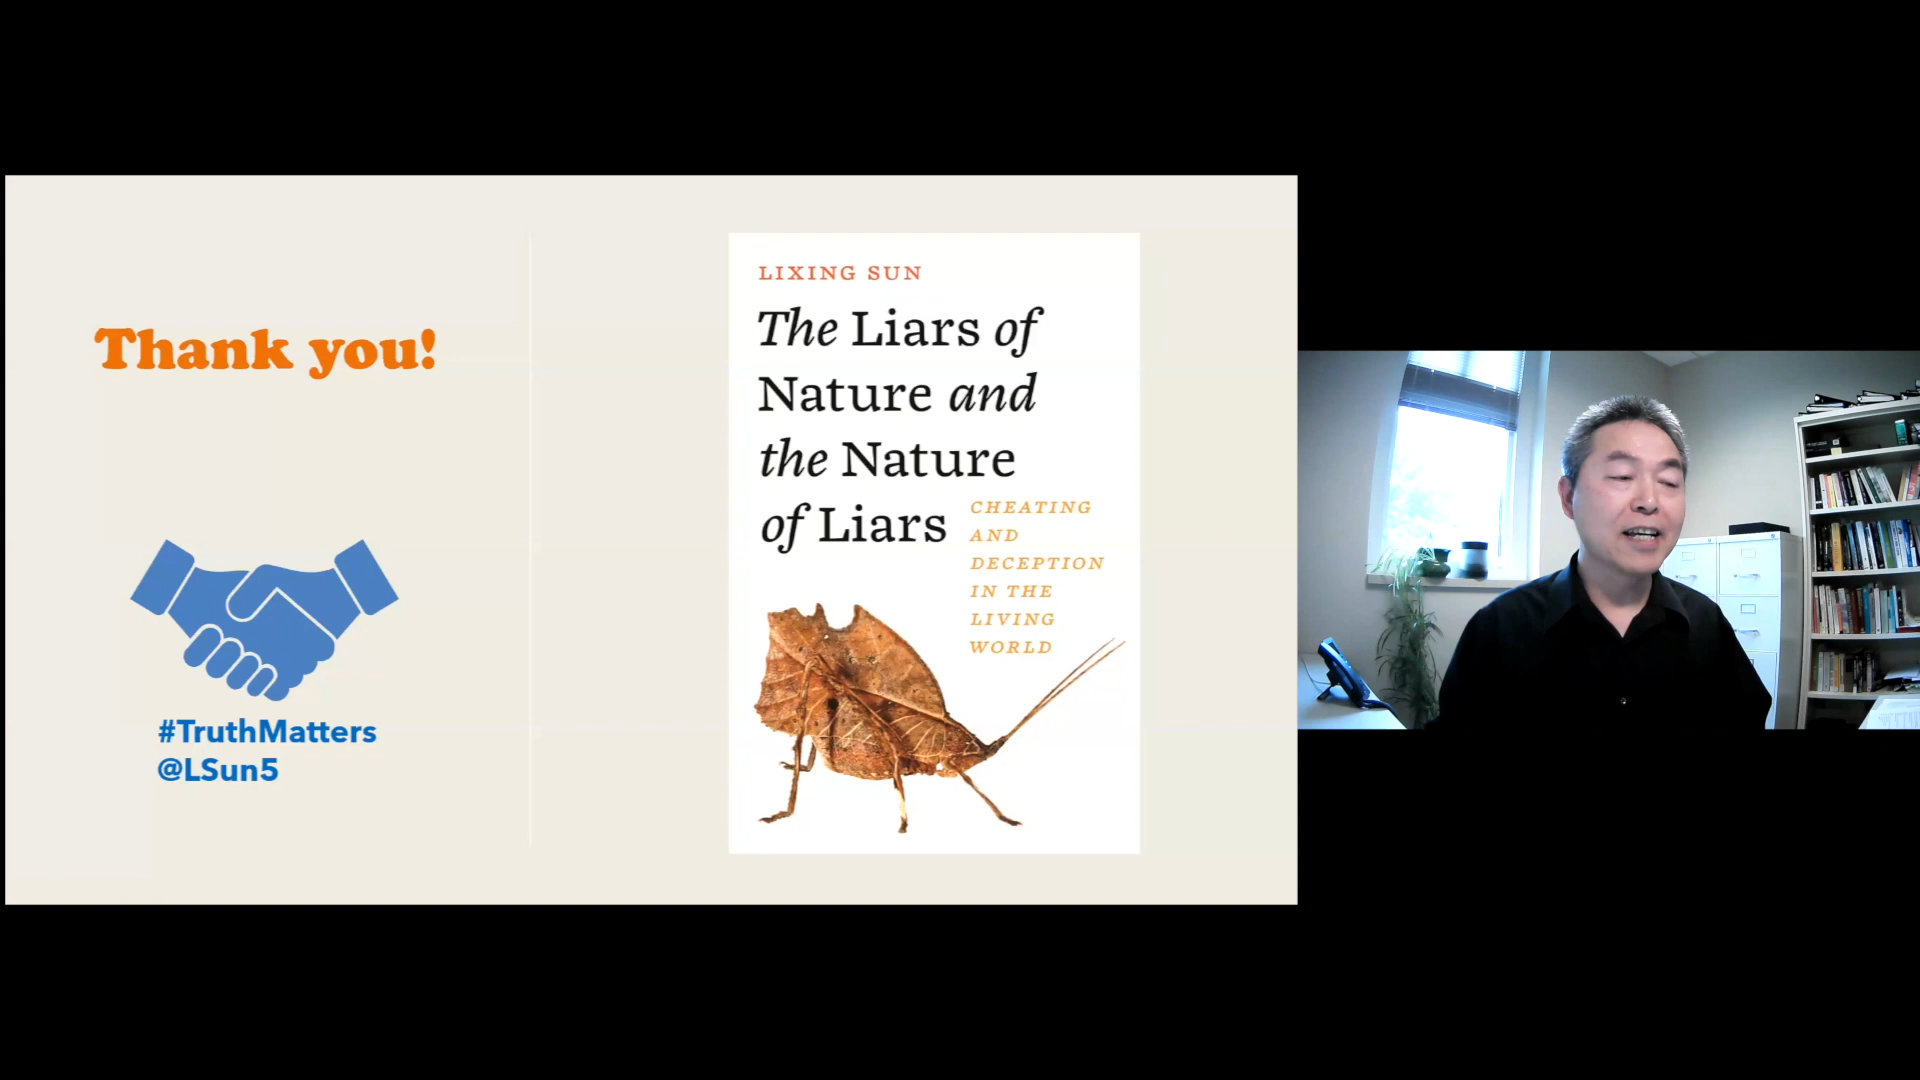 Thank you!
#TruthMatters
@LSun5
LIXING SUN
The Liars of
Nature and
the Nature
of Liars
CHEATING
AND
DECEPTION
IN THE
LIVING
WORLD